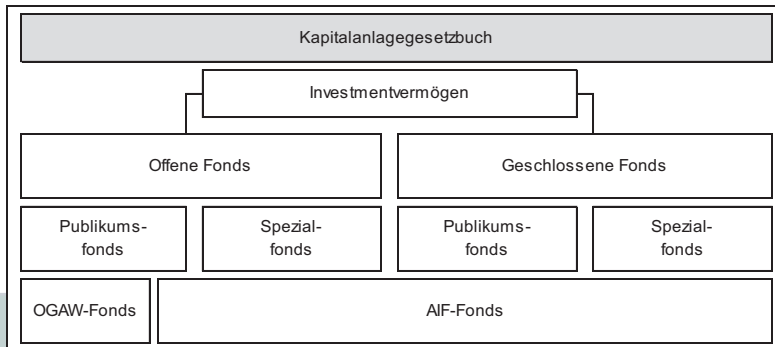 Kapitalanlagegesetzbuch
Investmentvermögen
Offene Fonds
Geschlossene Fonds
Publikums-
fonds
Spezial-
fonds
Publikums-
fonds
Spezial-
fonds
OGAW-Fonds
AIF-Fonds